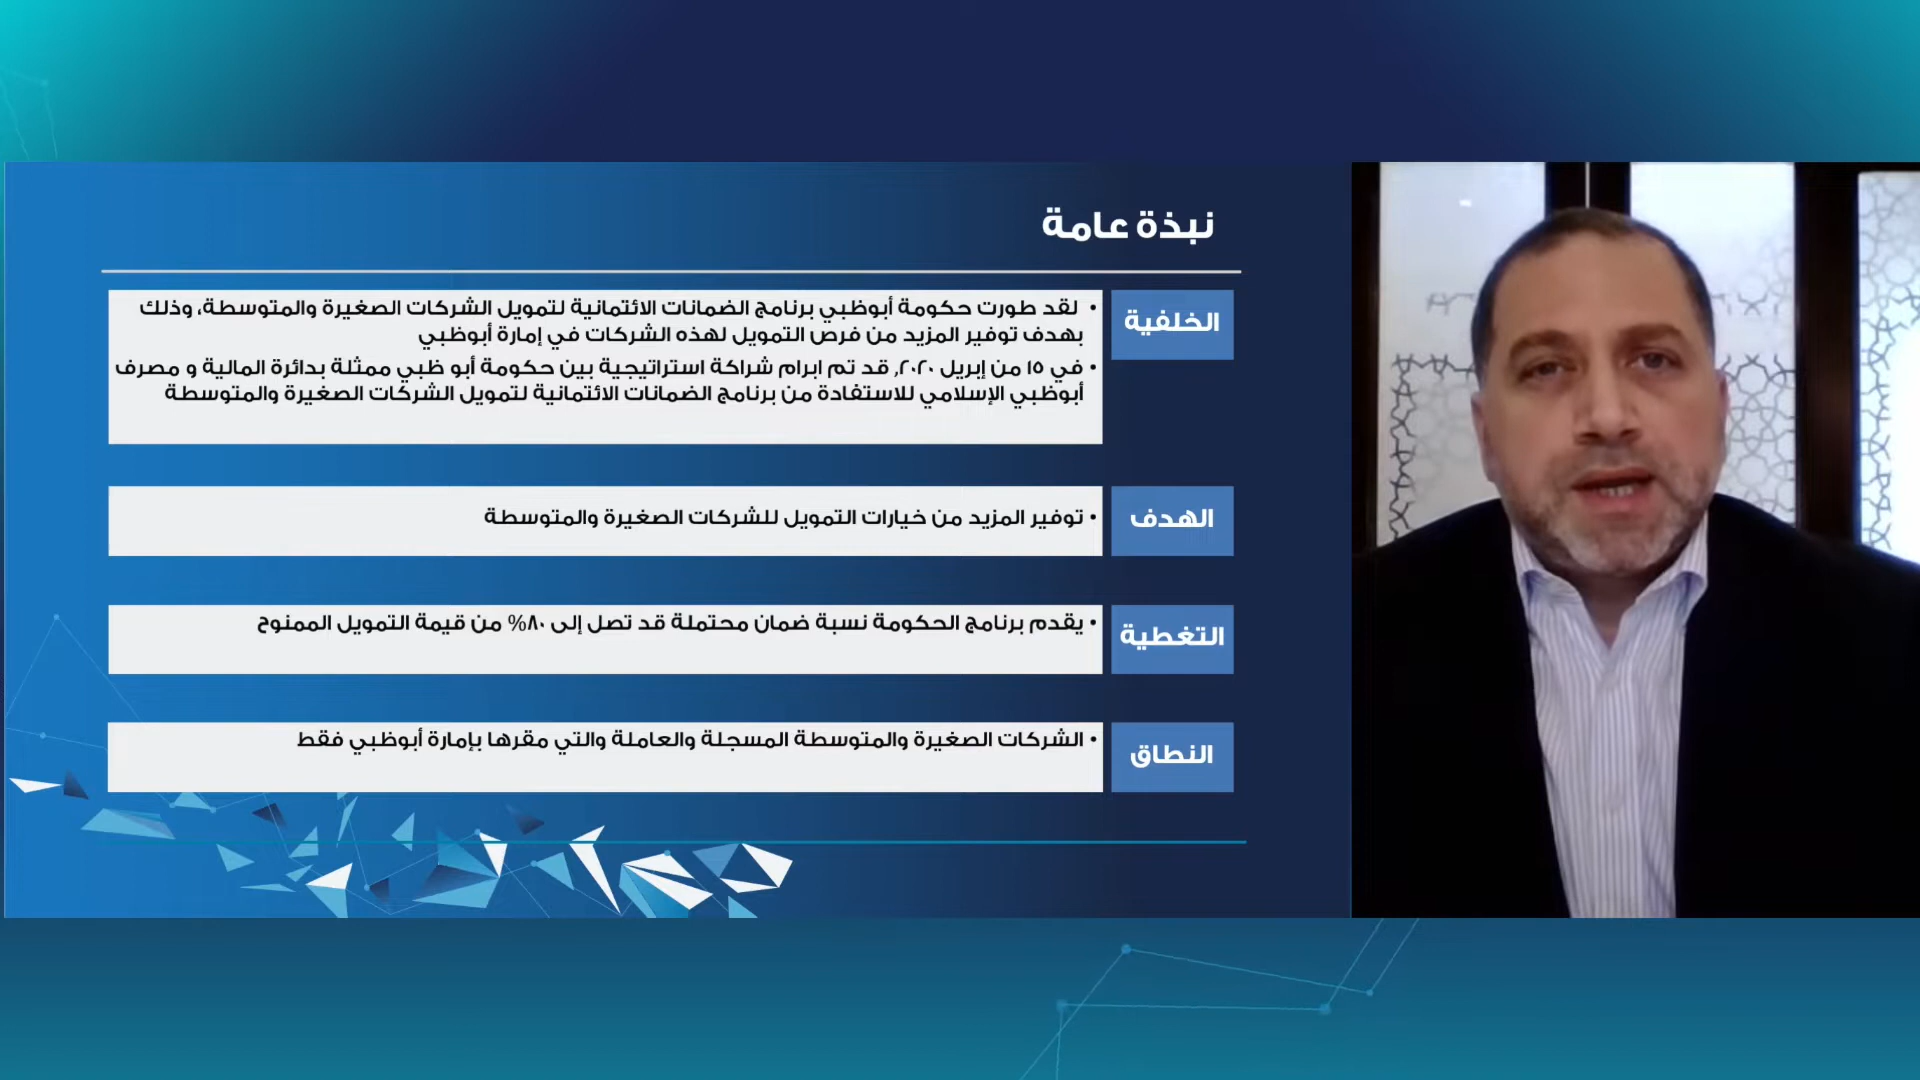 نبذة عامة
الخلفية
• لقد طورت حكومة أبوظبي برنامج الضمانات الائتمانية لتمويل الشركات الصغيرة والمتوسطة، وذلك
بهدف توفير المزيد من فرص التمويل لهذه الشركات في إمارة أبوظبي
• في ١٥ من إبريل ٢٠٢٠, قد تم ابرام شراكة استراتيجية بين حكومة أبو ظبي ممثلة بدائرة المالية و مصرف
أبوظبي الإسلامي للاستفادة من برنامج الضمانات الائتمانية لتمويل الشركات الصغيرة والمتوسطة
الهدف
• توفير المزيد من خيارات التمويل للشركات الصغيرة والمتوسطة
التغطية
• يقدم برنامج الحكومة نسبة ضمان محتملة قد تصل إلى ٨٠% من قيمة التمويل الممنوح
النطاق
• الشركات الصغيرة والمتوسطة المسجلة والعاملة والتي مقرها بإمارة أبوظبي فقط